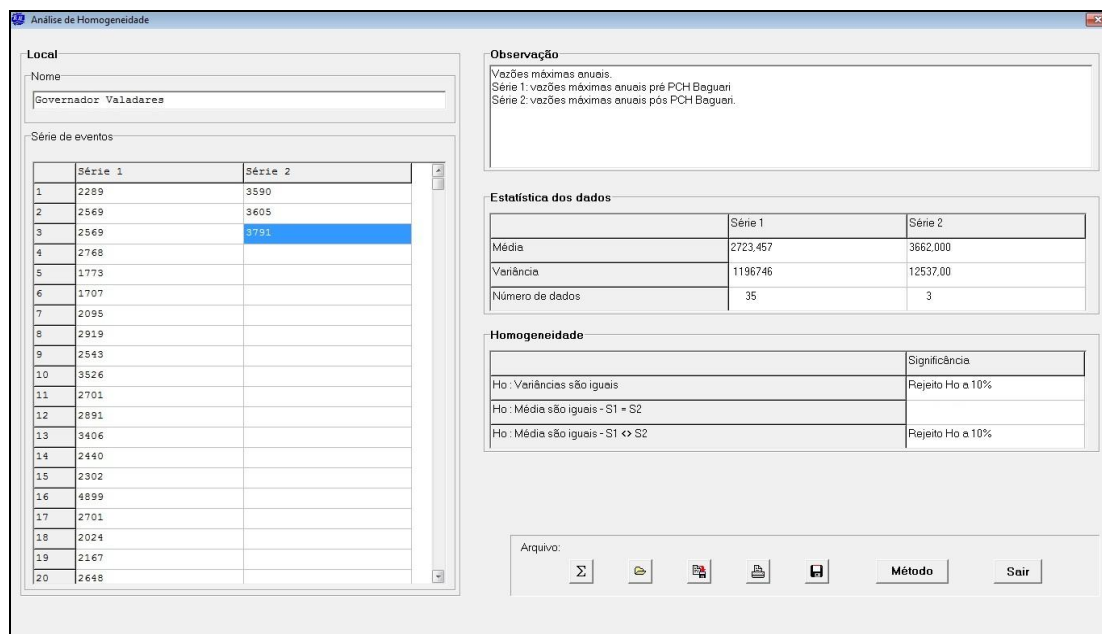 Análise de Homogeneidade
Local
Nome
Governador Valadares
Série de eventos
Série 1 Série 2
1 2289 3590
2 2569 3605
3 2569 3791
4 2768
5 1773
6 1707
7 2095
8 2919
9 2543
10 3526
11 2701
12 2891
13 3406
14 2440
15 2302
16 4899
17 2701
18 2024
19 2167
20 2648
Observação
Vazões máximas anuais.
Série 1: vazões máximas anuais pré PCH Baguari
Série 2: vazões máximas anuais pós PCH Baguari.
Estatística dos dados
Série 1 Série 2
Média 2723,457 3662,000
Variância 1196746 12537,00
Número de dados 35 3
Homogeneidade
Significância
Ho : Variâncias são iguais Rejeito Ho a 10%
Ho : Média são iguais - S1 = S2
Ho : Média são iguais - S1 <> S2 Rejeito Ho a 10%
Arquivo:
Σ Método Sair